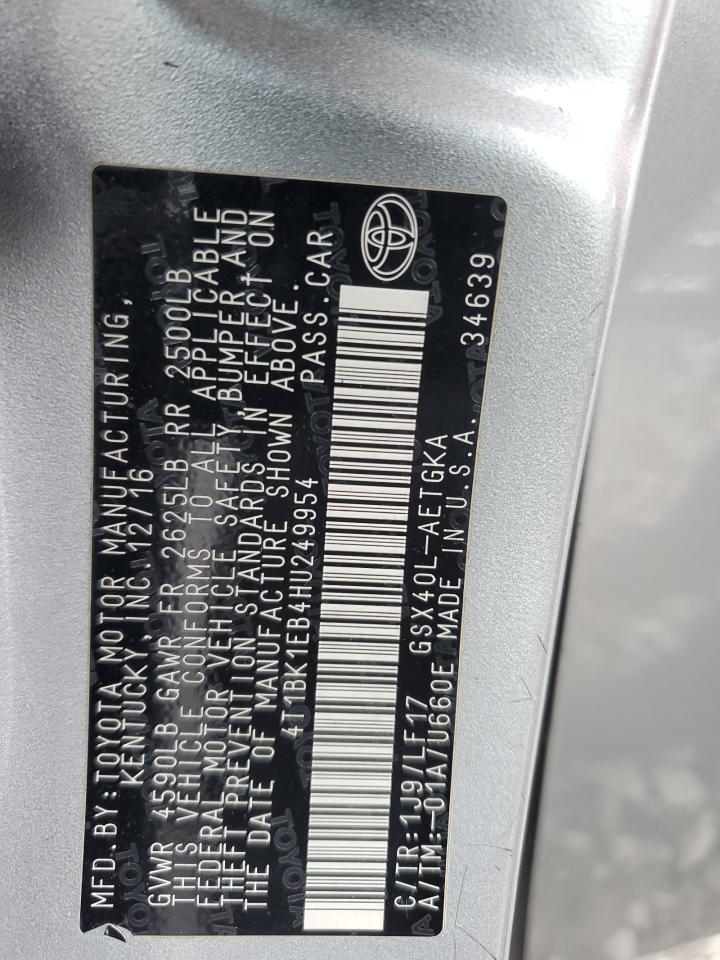 MFD. BY: TOYOTA MOTOR MANUFACTURING,
KENTUCKY, INC. 12/16
GVWR 4590LB GAWR FR 2625LB RR 2500LB
THIS VEHICLE CONFORMS TO ALL APPLICABLE
FEDERAL MOTOR VEHICLE SAFETY, BUMPER, AND
THEFT PREVENTION STANDARDS IN EFFECT ON
THE DATE OF MANUFACTURE SHOWN ABOVE.
4T1BK1EB4HU249954 PASS. CAR
C/TR: 1J9/LF17 GSX40L-AETGKA
A/TM: -01A/U660E MADE IN U.S.A. 34639